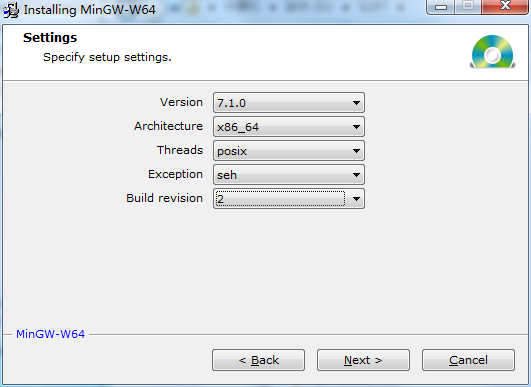 Installing MinGW-W64
Settings
Specify setup settings.
Version 7.1.0
Architecture x86_64
Threads posix
Exception seh
Build revision 2
MinGW-W64
< Back Next > Cancel